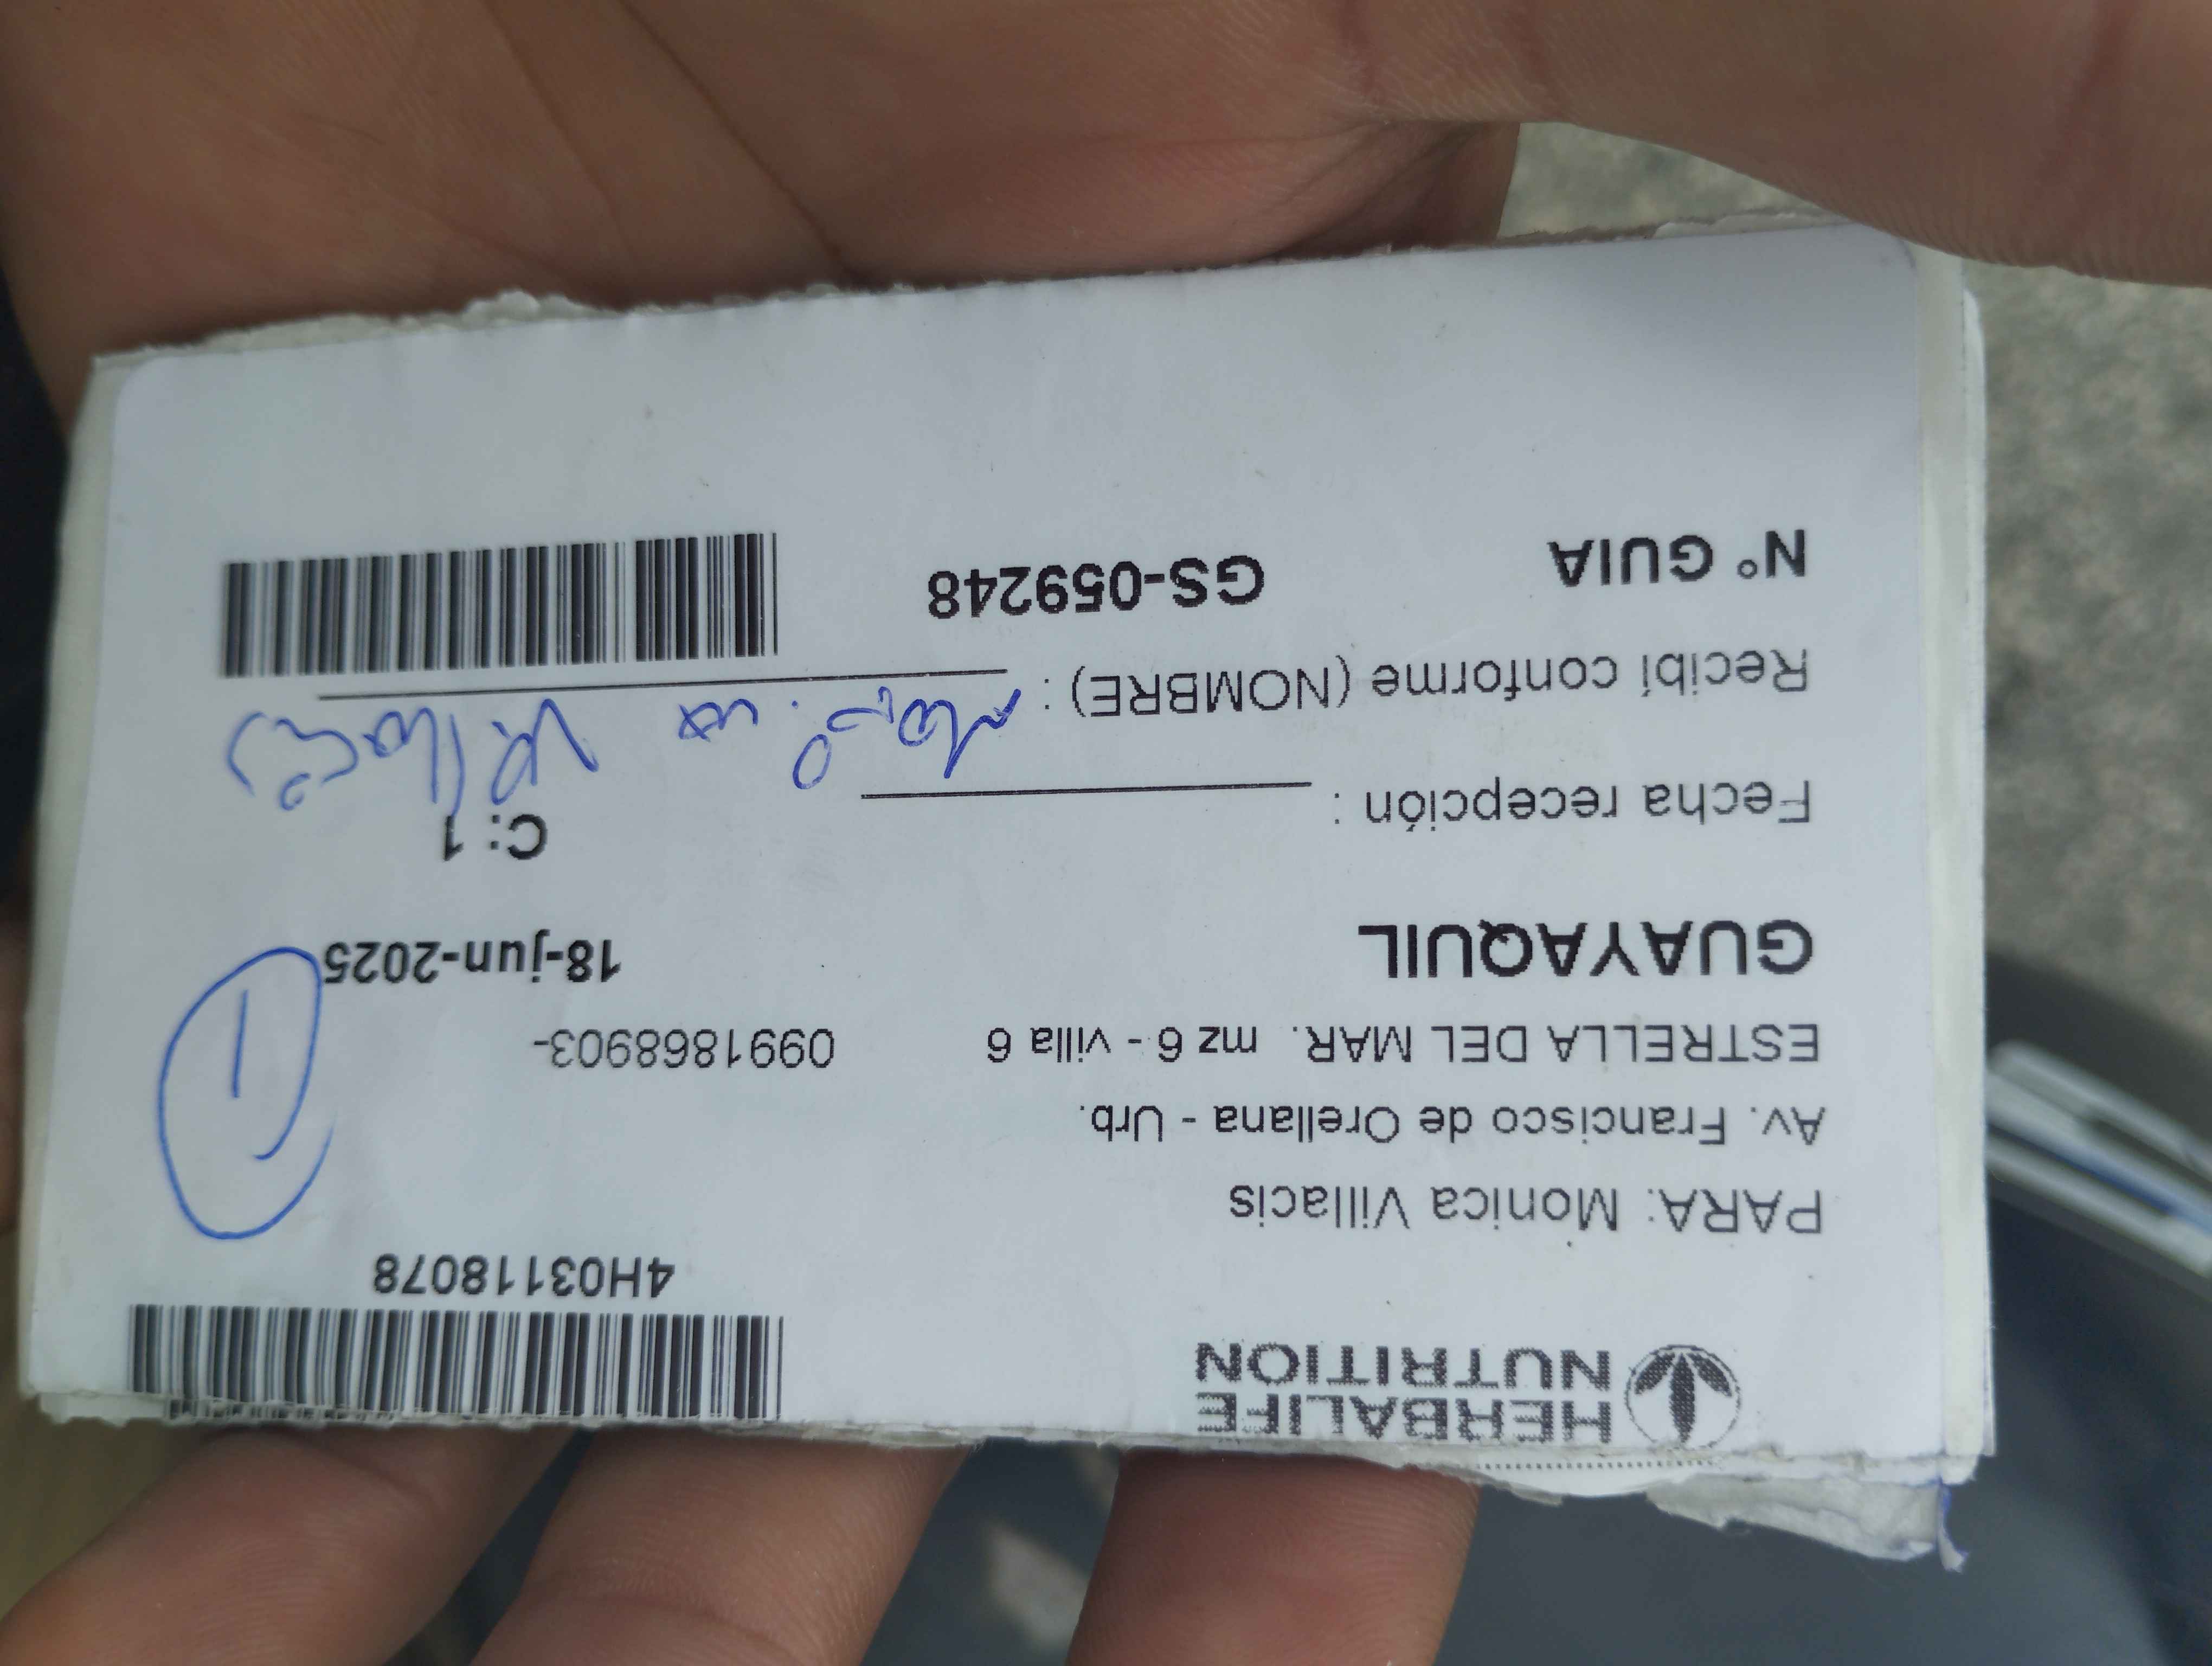 HERBALIFE
NUTRITION
4H03118078
PARA: Monica Villacis
Av. Francisco de Orellana - Urb.
ESTRELLA DEL MAR. mz 6 - villa 6
0991868903-
1
GUAYAQUIL
18-jun-2025
C: 1
Fecha recepción :
Recibí conforme (NOMBRE) :
N° GUIA
GS-059248